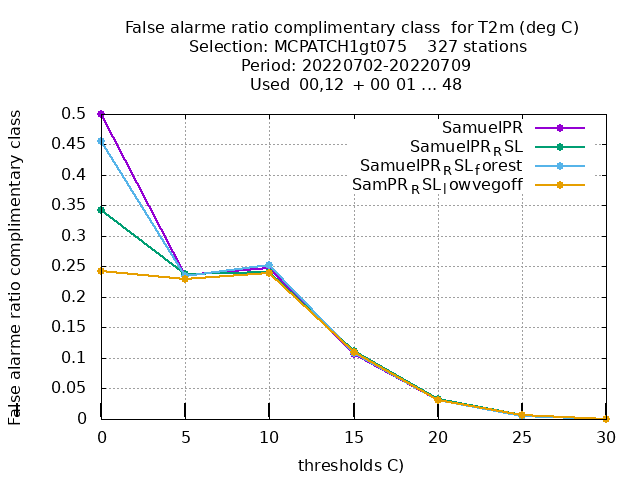 False alarme ratio complimentary class  for T2m (deg C)
Selection: MCPATCH1gt075    327 stations
Period: 20220702-20220709
Used  00,12  + 00 01 ... 48
False alarme ratio complimentary class
0.5
0.45
0.4
0.35
0.3
0.25
0.2
0.15
0.1
0.05
0
SamuelPR
SamuelPR_RSL
SamuelPR_RSL_forest
SamPR_RSL_lowvegoff
0 5 10 15 20 25 30
thresholds C)